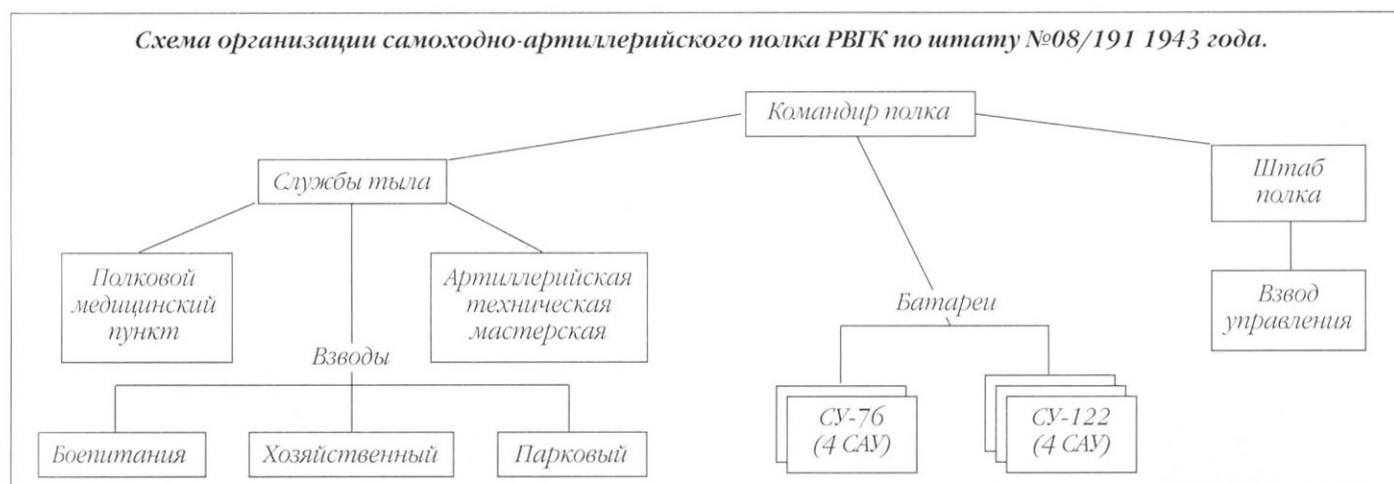 Схема организации самоходно-артиллерийского полка РВГК по штату №08/191 1943 года.
Командир полка
Службы тыла
Штаб
полка
Полковой
медицинский
пункт
Артиллерийская
техническая
мастерская
Взводы
Батареи
Взвод
управления
Боепитания
Хозяйственный
Парковый
СУ-76
(4 САУ)
СУ-122
(4 САУ)